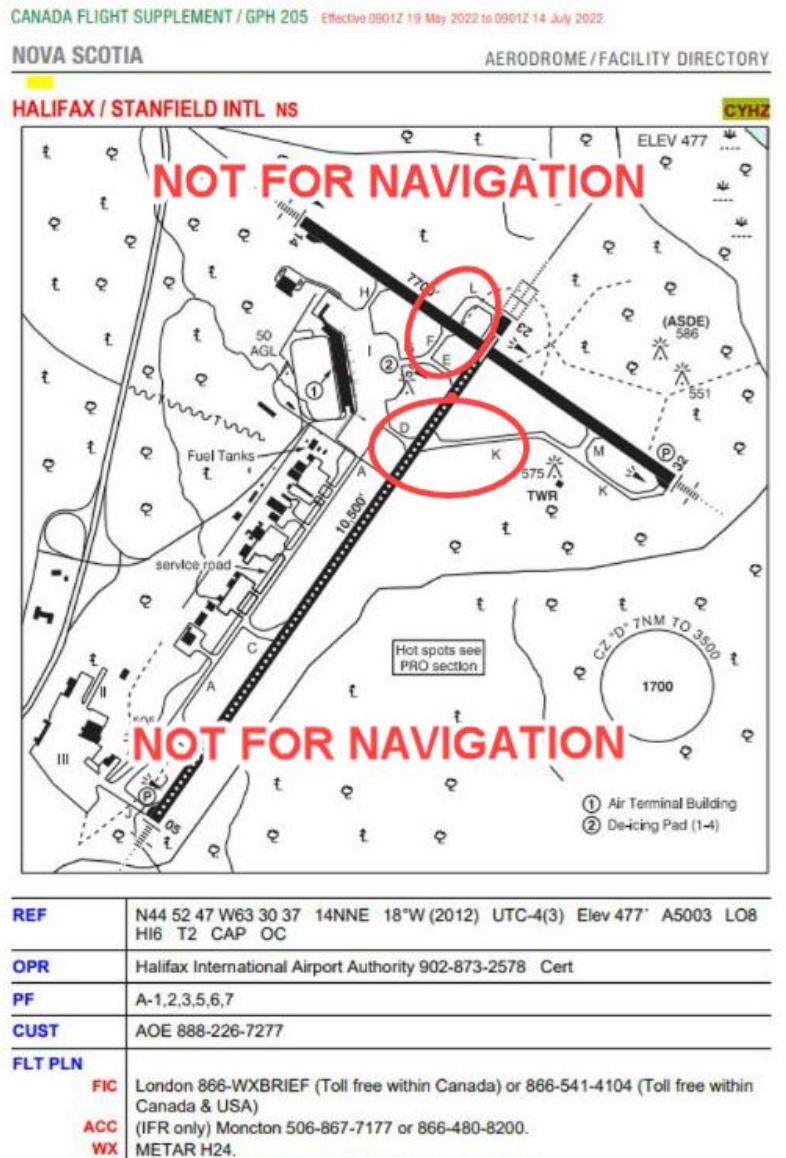 CANADA FLIGHT SUPPLEMENT / GPH 205 Effective 0901Z 19 May 2022 to 0901Z 14 July 2022
NOVA SCOTIA AERODROME/FACILITY DIRECTORY
HALIFAX / STANFIELD INTL NS CYHZ
ELEV 477
NOT FOR NAVIGATION
14
7700'
H
L
23
50
AGL
I
F
E
(ASDE)
586
1
2
551
D
K
M
P
32
Fuel Tanks
A
575
TWR
K
10,500'
service road
C
Hot spots see
PRO section
CZ "D" 7NM TO 3500
1700
A
II
III
NOT FOR NAVIGATION
P
J
05
1 Air Terminal Building
2 De-icing Pad (1-4)
REF N44 52 47 W63 30 37 14NNE 18°W (2012) UTC-4(3) Elev 477´ A5003 LO8
HI6 T2 CAP OC
OPR Halifax International Airport Authority 902-873-2578 Cert
PF A-1,2,3,5,6,7
CUST AOE 888-226-7277
FLT PLN
FIC London 866-WXBRIEF (Toll free within Canada) or 866-541-4104 (Toll free within
Canada & USA)
ACC (IFR only) Moncton 506-867-7177 or 866-480-8200.
WX METAR H24.